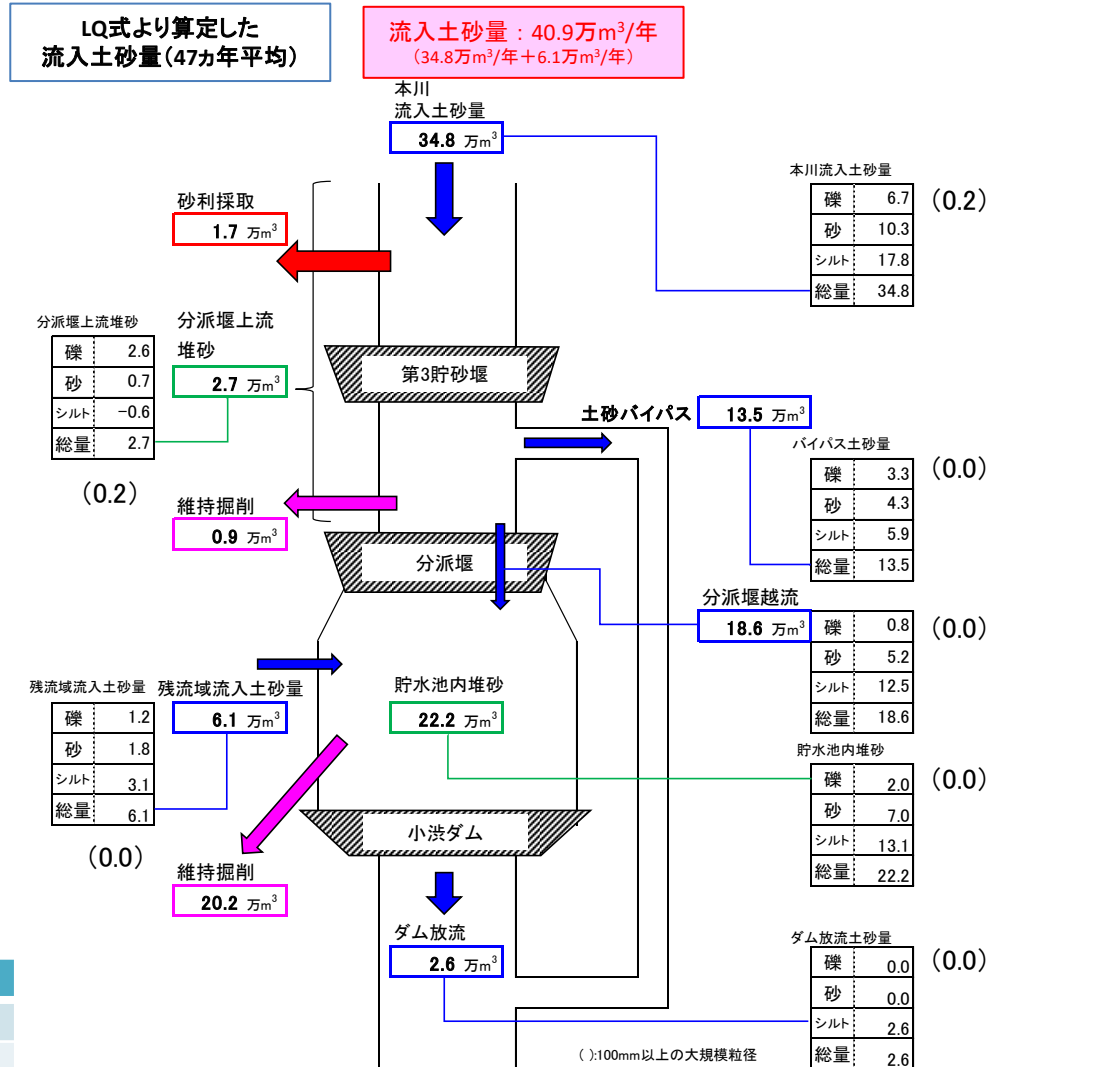 LQ式より算定した
流入土砂量(47ヵ年平均)
流入土砂量：40.9万m³/年
(34.8万m³/年＋6.1万m³/年)
本川
流入土砂量
34.8 万m³
本川流入土砂量
礫 6.7 (0.2)
砂 10.3
シルト 17.8
総量 34.8
砂利採取
1.7 万m³
分派堰上流堆砂
礫 2.6
砂 0.7
シルト −0.6
総量 2.7
(0.2)
分派堰上流
堆砂
2.7 万m³
第3貯砂堰
土砂バイパス 13.5 万m³
バイパス土砂量
礫 3.3 (0.0)
砂 4.3
シルト 5.9
総量 13.5
維持掘削
0.9 万m³
分派堰
分派堰越流
18.6 万m³
礫 0.8 (0.0)
砂 5.2
シルト 12.5
総量 18.6
残流域流入土砂量
礫 1.2
砂 1.8
シルト 3.1
総量 6.1
(0.0)
残流域流入土砂量
6.1 万m³
貯水池内堆砂
22.2 万m³
貯水池内堆砂
礫 2.0 (0.0)
砂 7.0
シルト 13.1
総量 22.2
小渋ダム
維持掘削
20.2 万m³
ダム放流
2.6 万m³
ダム放流土砂量
礫 0.0 (0.0)
砂 0.0
シルト 2.6
総量 2.6
( ):100mm以上の大規模粒径